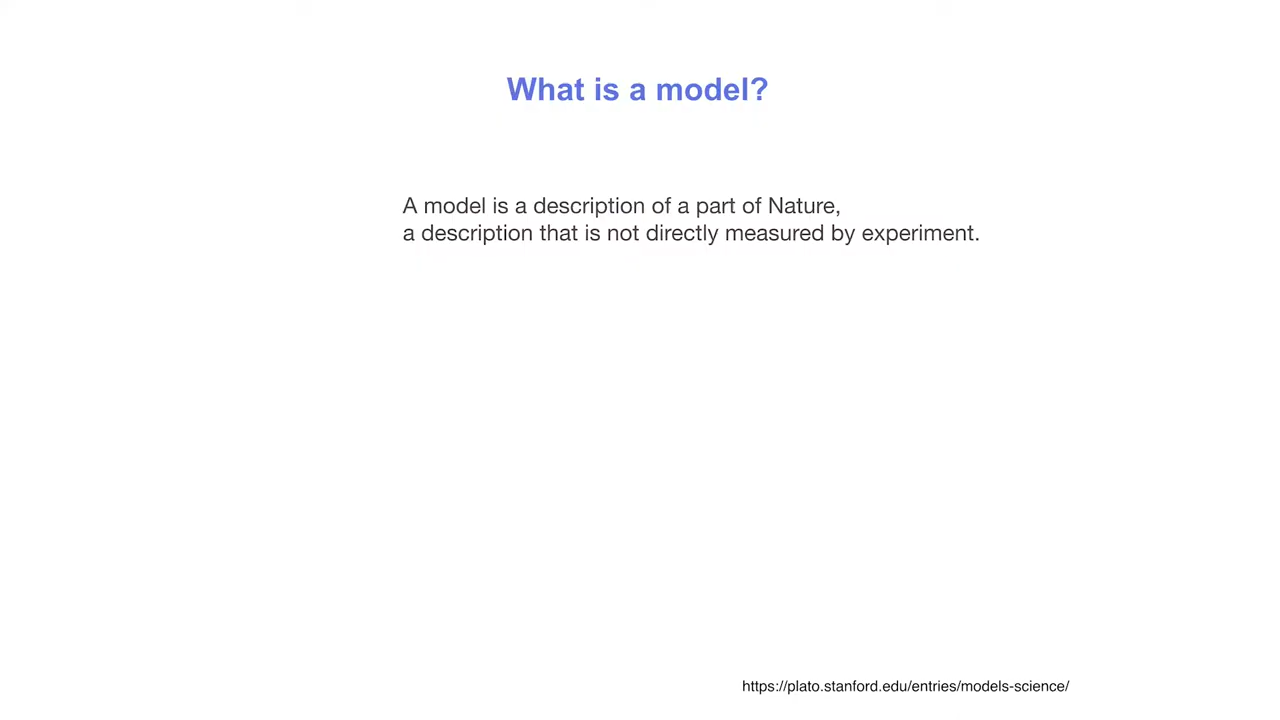 What is a model?
A model is a description of a part of Nature,
a description that is not directly measured by experiment.
https://plato.stanford.edu/entries/models-science/